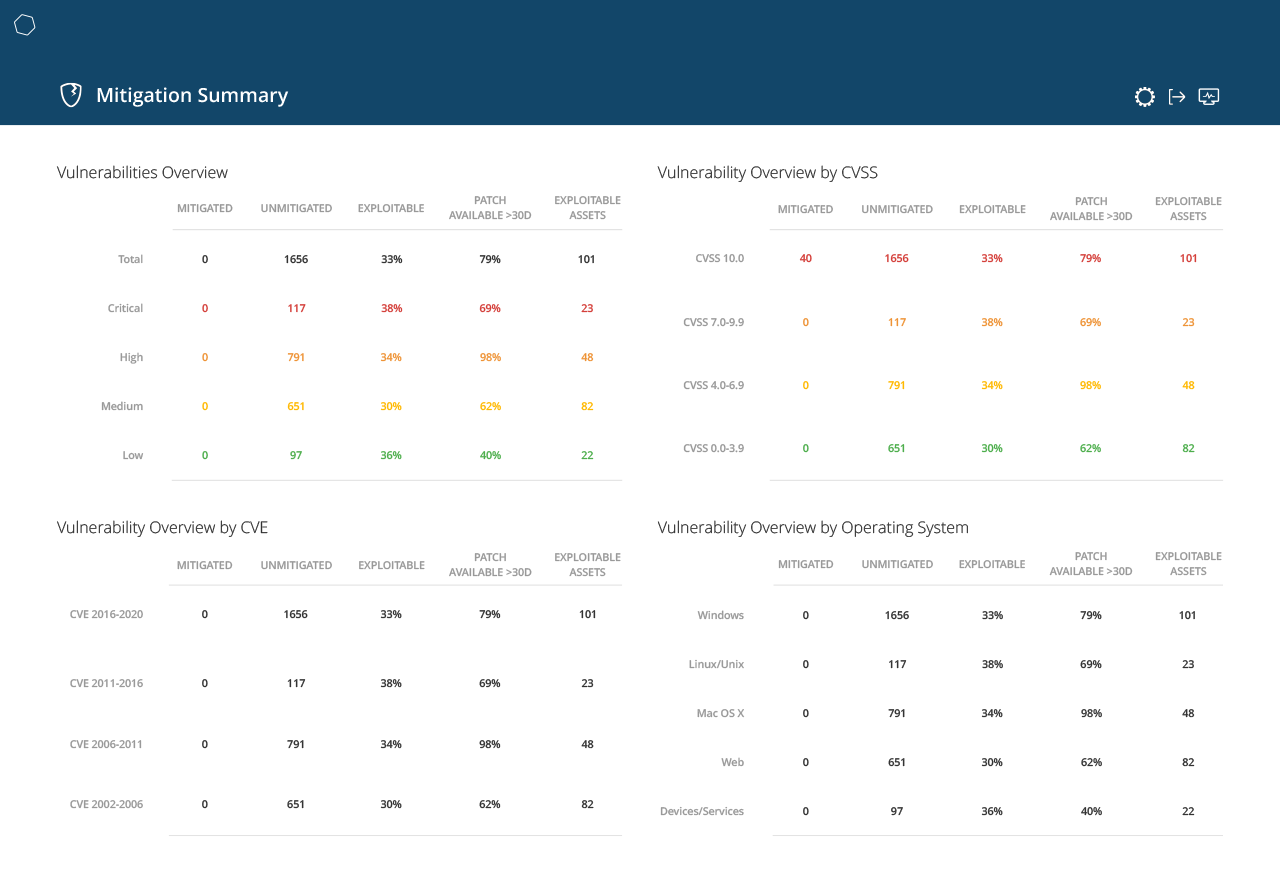 Mitigation Summary
Vulnerabilities Overview
MITIGATED UNMITIGATED EXPLOITABLE PATCH AVAILABLE >30D EXPLOITABLE ASSETS
Total 0 1656 33% 79% 101
Critical 0 117 38% 69% 23
High 0 791 34% 98% 48
Medium 0 651 30% 62% 82
Low 0 97 36% 40% 22
Vulnerability Overview by CVSS
MITIGATED UNMITIGATED EXPLOITABLE PATCH AVAILABLE >30D EXPLOITABLE ASSETS
CVSS 10.0 40 1656 33% 79% 101
CVSS 7.0-9.9 0 117 38% 69% 23
CVSS 4.0-6.9 0 791 34% 98% 48
CVSS 0.0-3.9 0 651 30% 62% 82
Vulnerability Overview by CVE
MITIGATED UNMITIGATED EXPLOITABLE PATCH AVAILABLE >30D EXPLOITABLE ASSETS
CVE 2016-2020 0 1656 33% 79% 101
CVE 2011-2016 0 117 38% 69% 23
CVE 2006-2011 0 791 34% 98% 48
CVE 2002-2006 0 651 30% 62% 82
Vulnerability Overview by Operating System
MITIGATED UNMITIGATED EXPLOITABLE PATCH AVAILABLE >30D EXPLOITABLE ASSETS
Windows 0 1656 33% 79% 101
Linux/Unix 0 117 38% 69% 23
Mac OS X 0 791 34% 98% 48
Web 0 651 30% 62% 82
Devices/Services 0 97 36% 40% 22